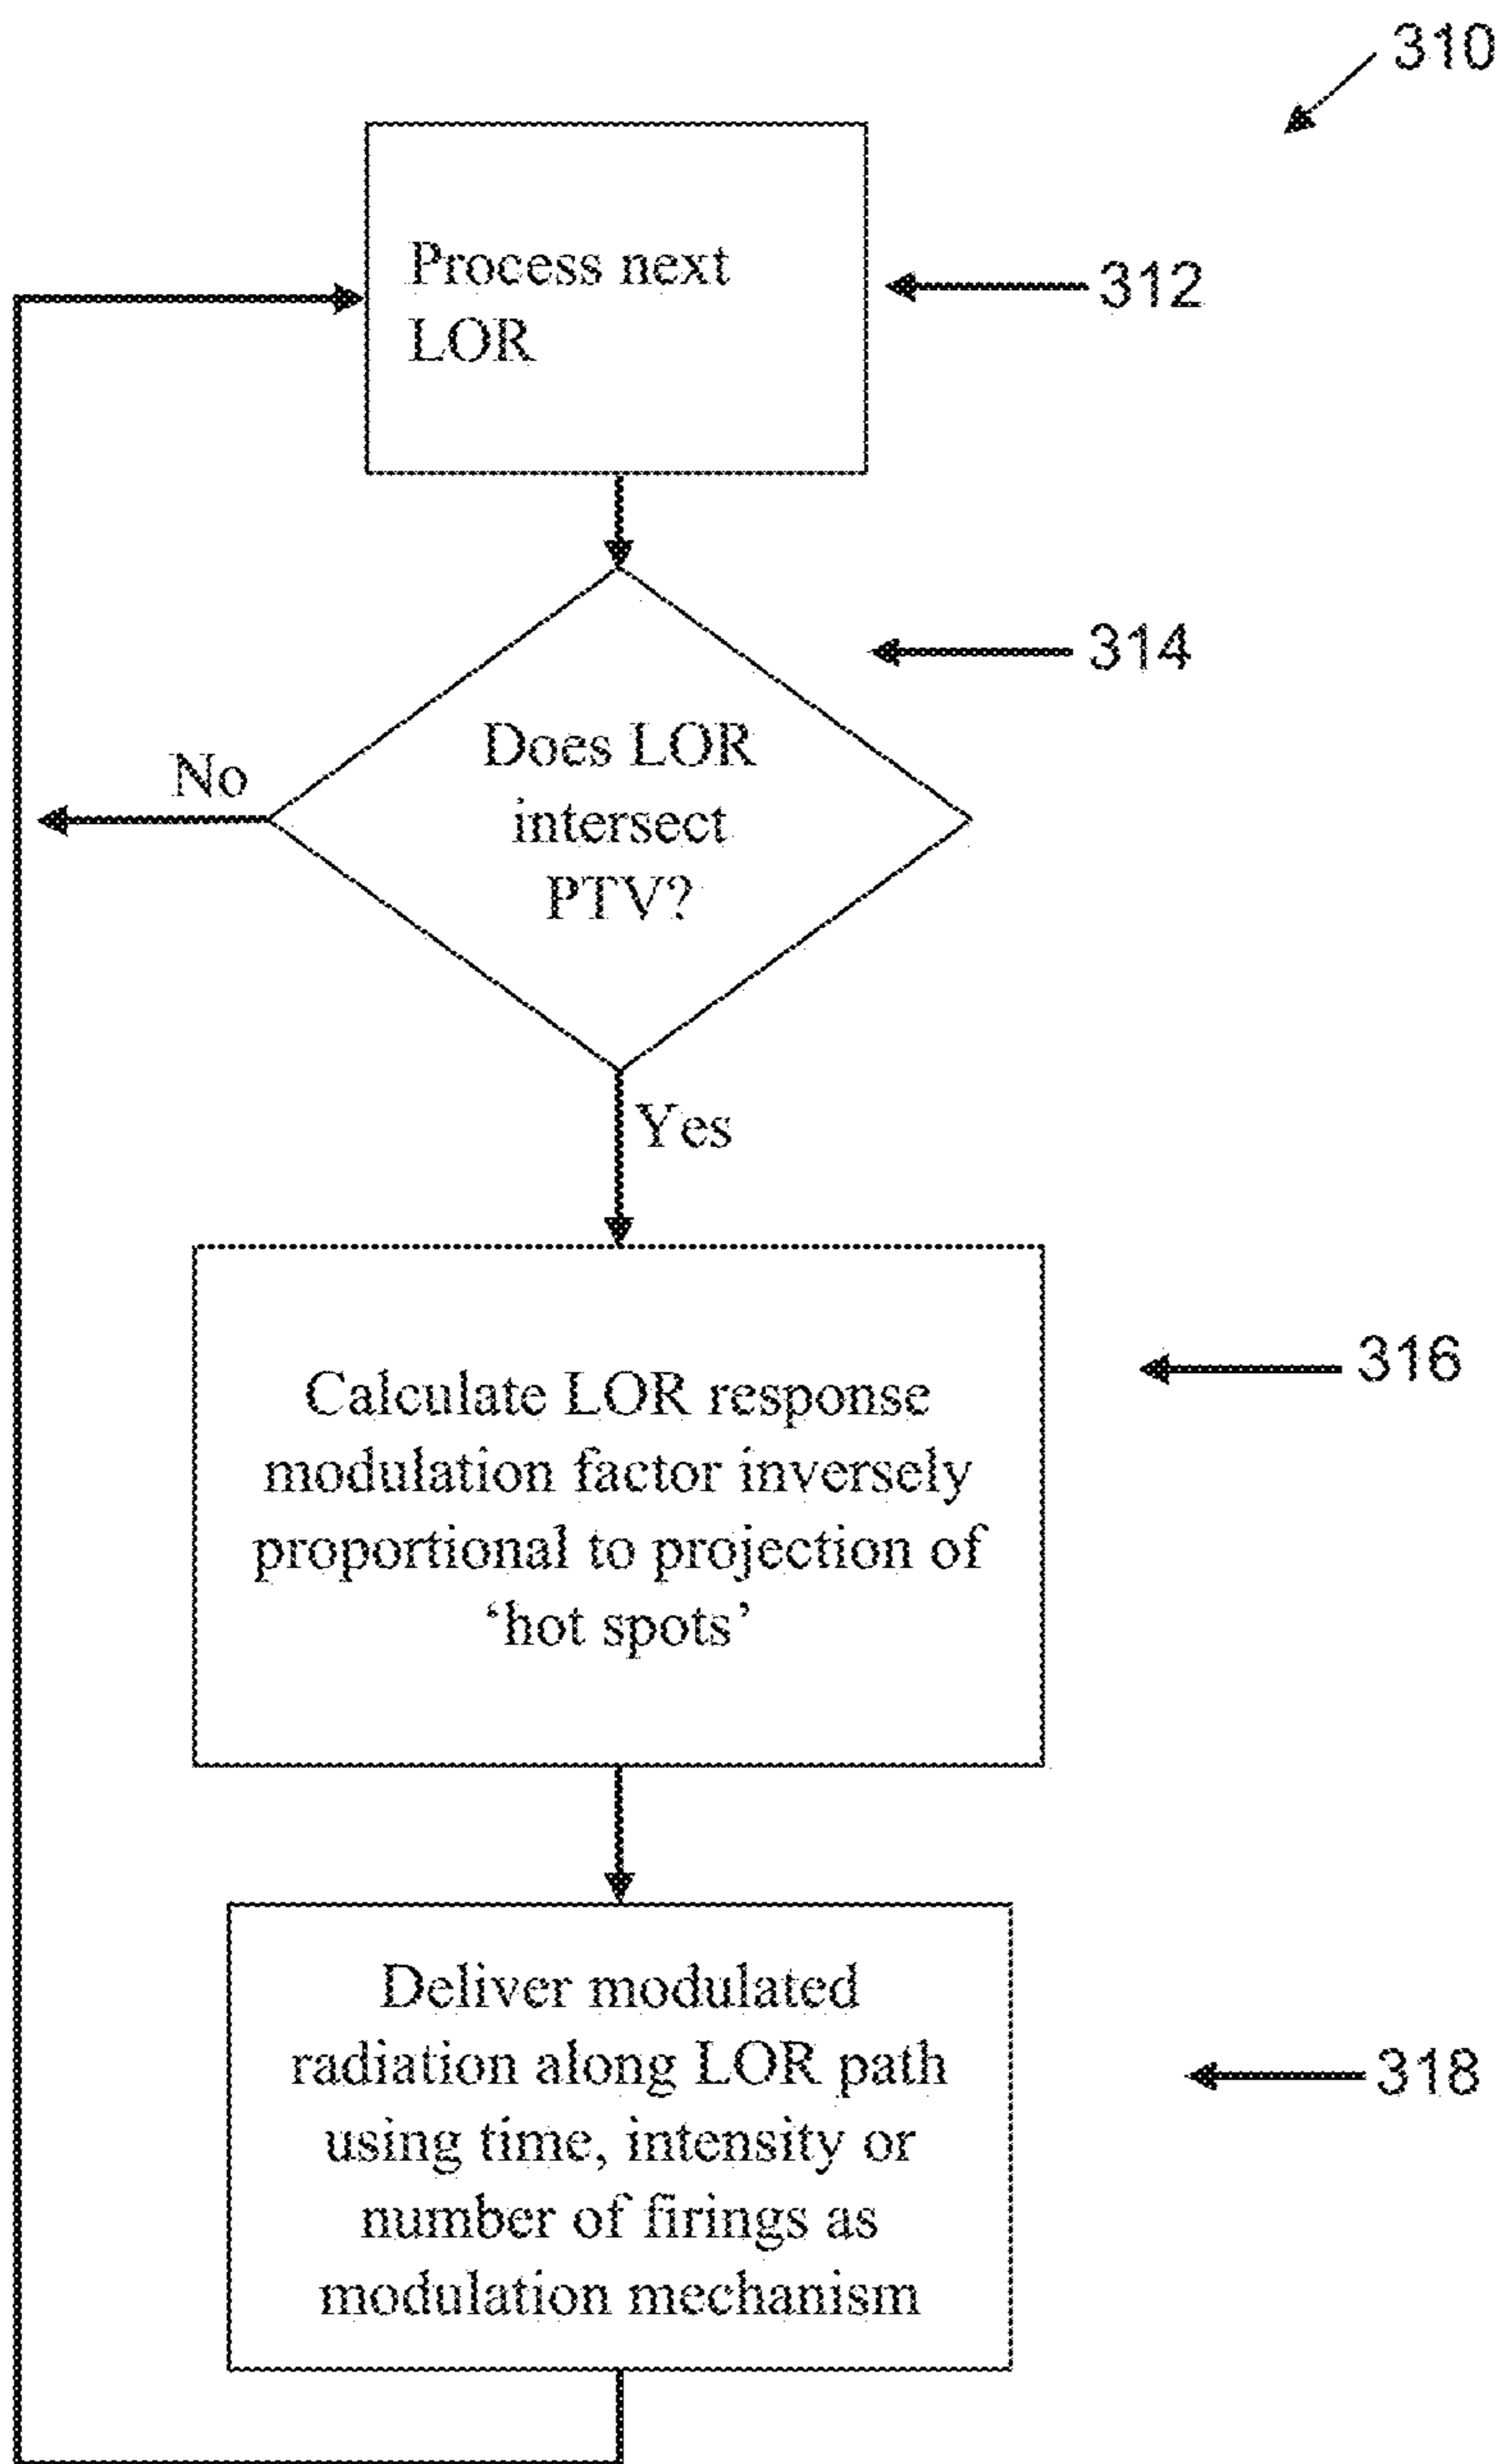 310
Process next
LOR
312
314
Does LOR
intersect
PTV?
No
Yes
316
Calculate LOR response
modulation factor inversely
proportional to projection of
‘hot spots’
Deliver modulated
radiation along LOR path
using time, intensity or
number of firings as
modulation mechanism
318